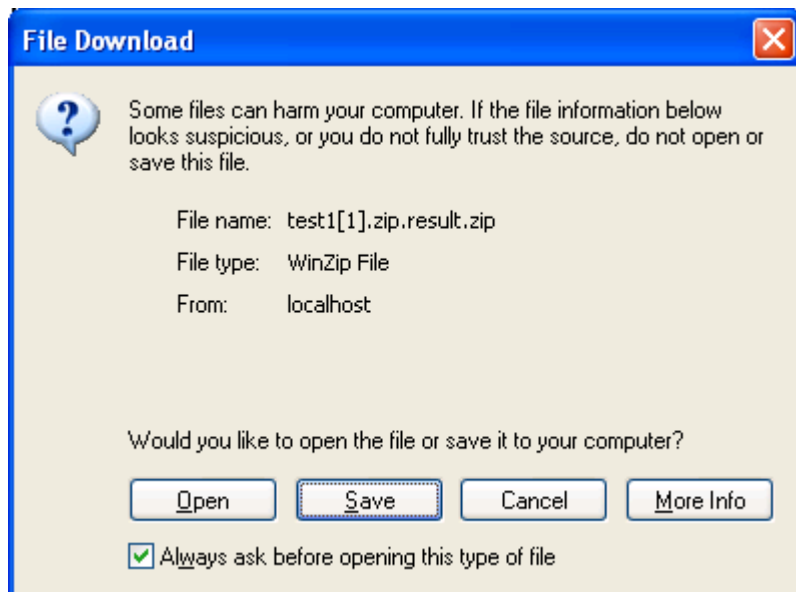 File Download
Some files can harm your computer. If the file information below
looks suspicious, or you do not fully trust the source, do not open or
save this file.
File name: test1[1].zip.result.zip
File type: WinZip File
From: localhost
Would you like to open the file or save it to your computer?
Open Save Cancel More Info
Always ask before opening this type of file